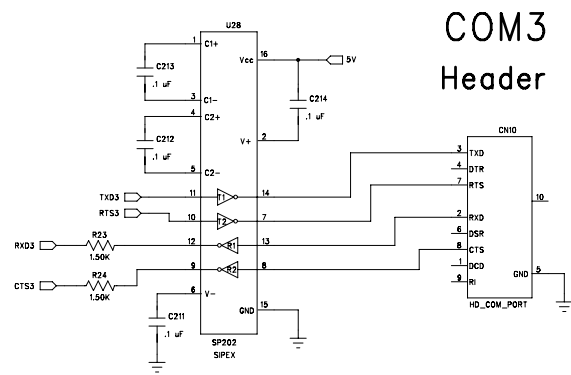 COM3
Header
U28
1 C1+
Vcc 16
5V
C213
.1 uF
C214
.1 uF
3 C1-
4 C2+
V+ 2
C212
.1 uF
5 C2-
CN10
3 TXD
4 DTR
7 RTS
10
2 RXD
6 DSR
8 CTS
1 DCD
9 RI
GND 5
HD_COM_PORT
TXD3 11 T1 14
RTS3 10 T2 7
RXD3 R23 1.50K 12 R1 13
CTS3 R24 1.50K 9 R2 8
6 V-
C211
.1 uF
GND 15
SP202
SIPEX